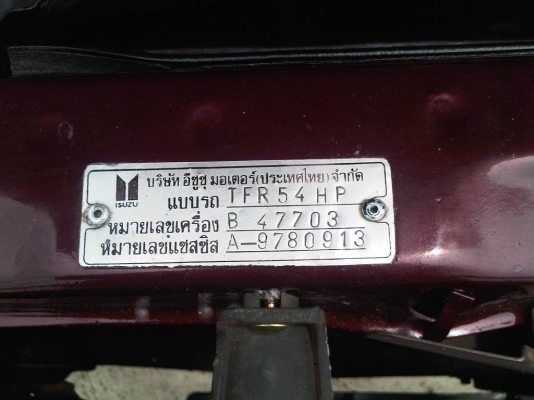 บริษัท อีซูซุ มอเตอร์(ประเทศไทย)จำกัด
ISUZU
แบบรถ TFR54HP
หมายเลขเครื่อง B 47703
หมายเลขแชสซิส A-9780913